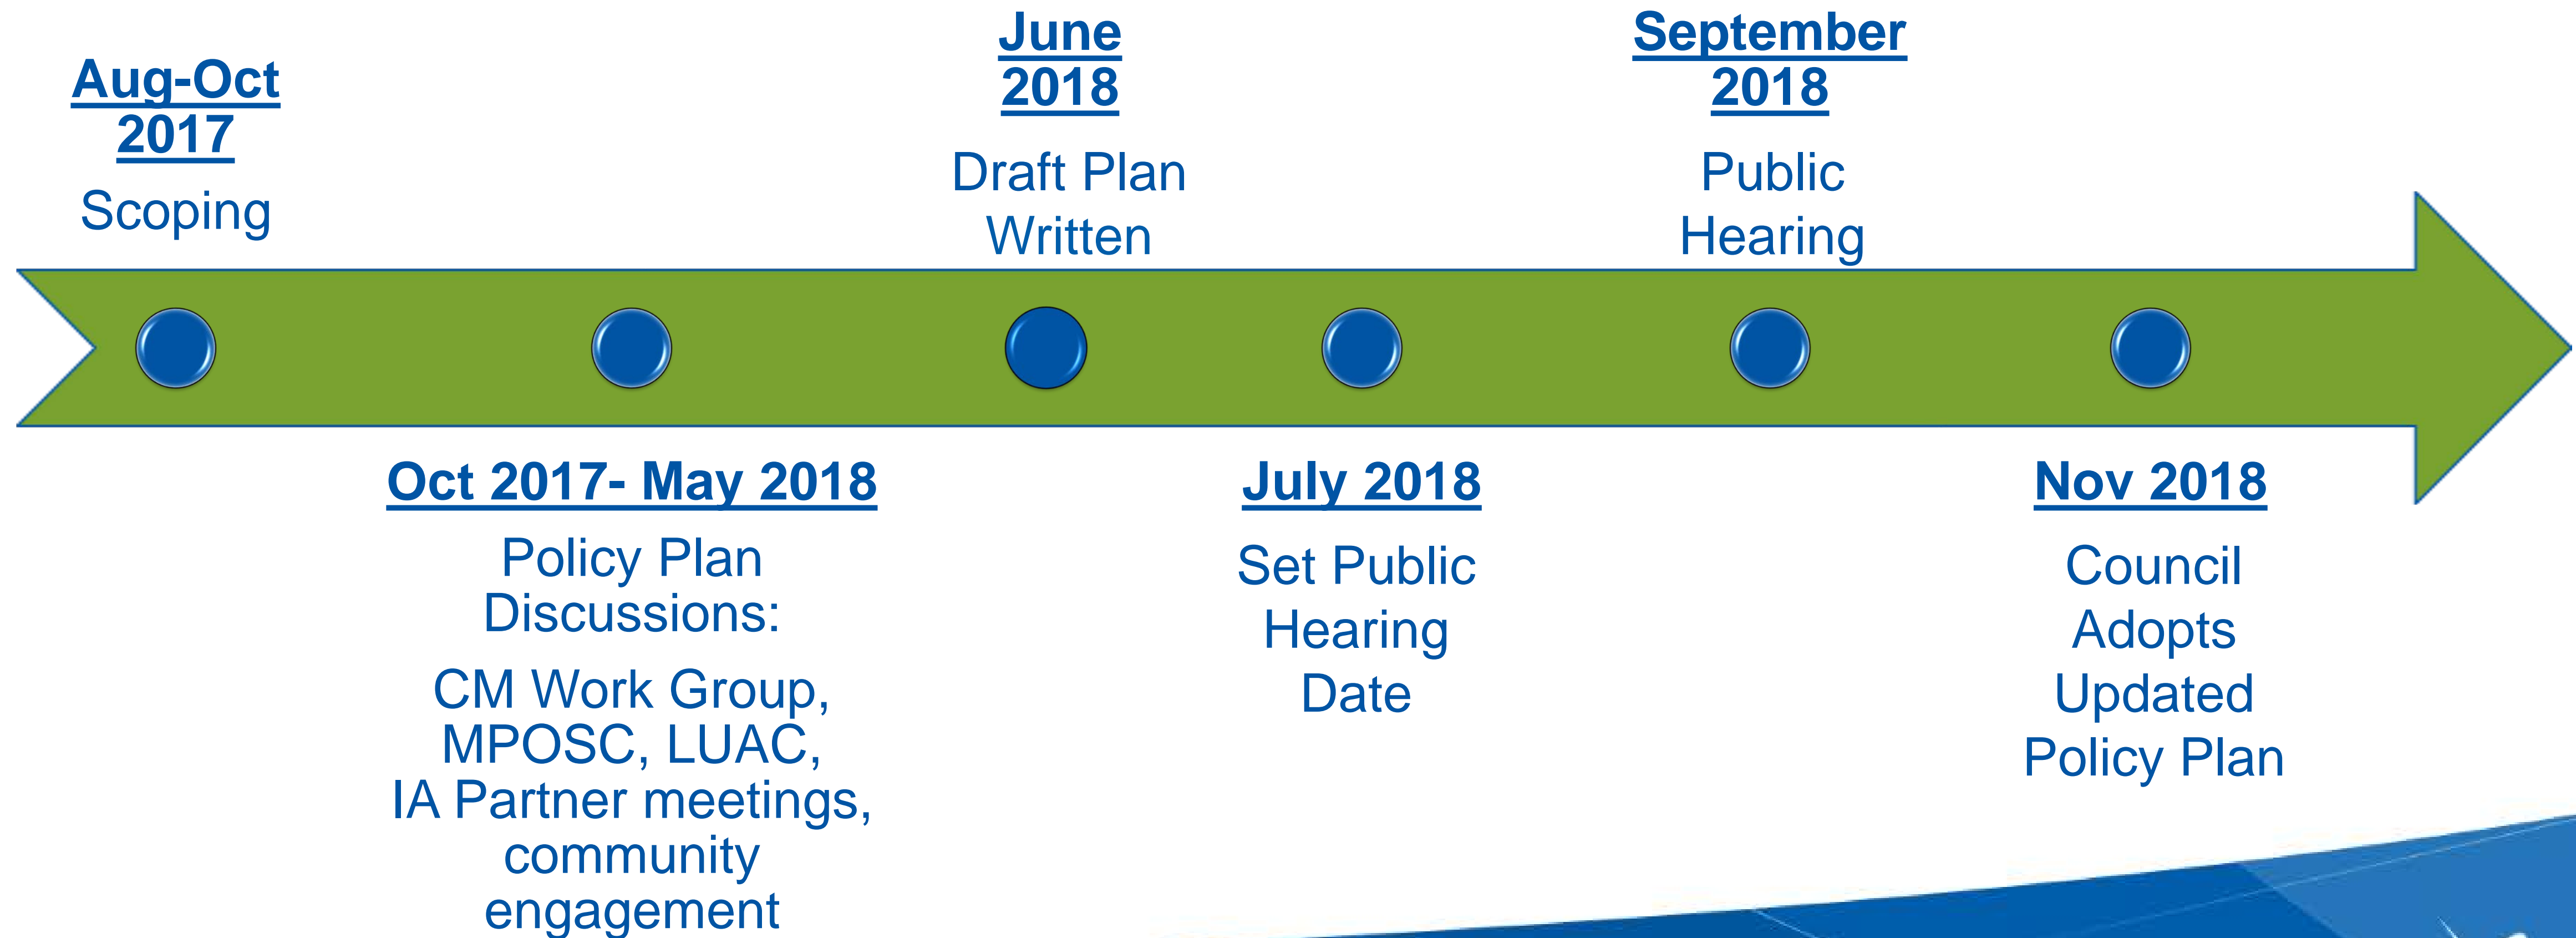 Aug-Oct
2017
Scoping
Oct 2017- May 2018
Policy Plan
Discussions:
CM Work Group,
MPOSC, LUAC,
IA Partner meetings,
community
engagement
June
2018
Draft Plan
Written
July 2018
Set Public
Hearing
Date
September
2018
Public
Hearing
Nov 2018
Council
Adopts
Updated
Policy Plan